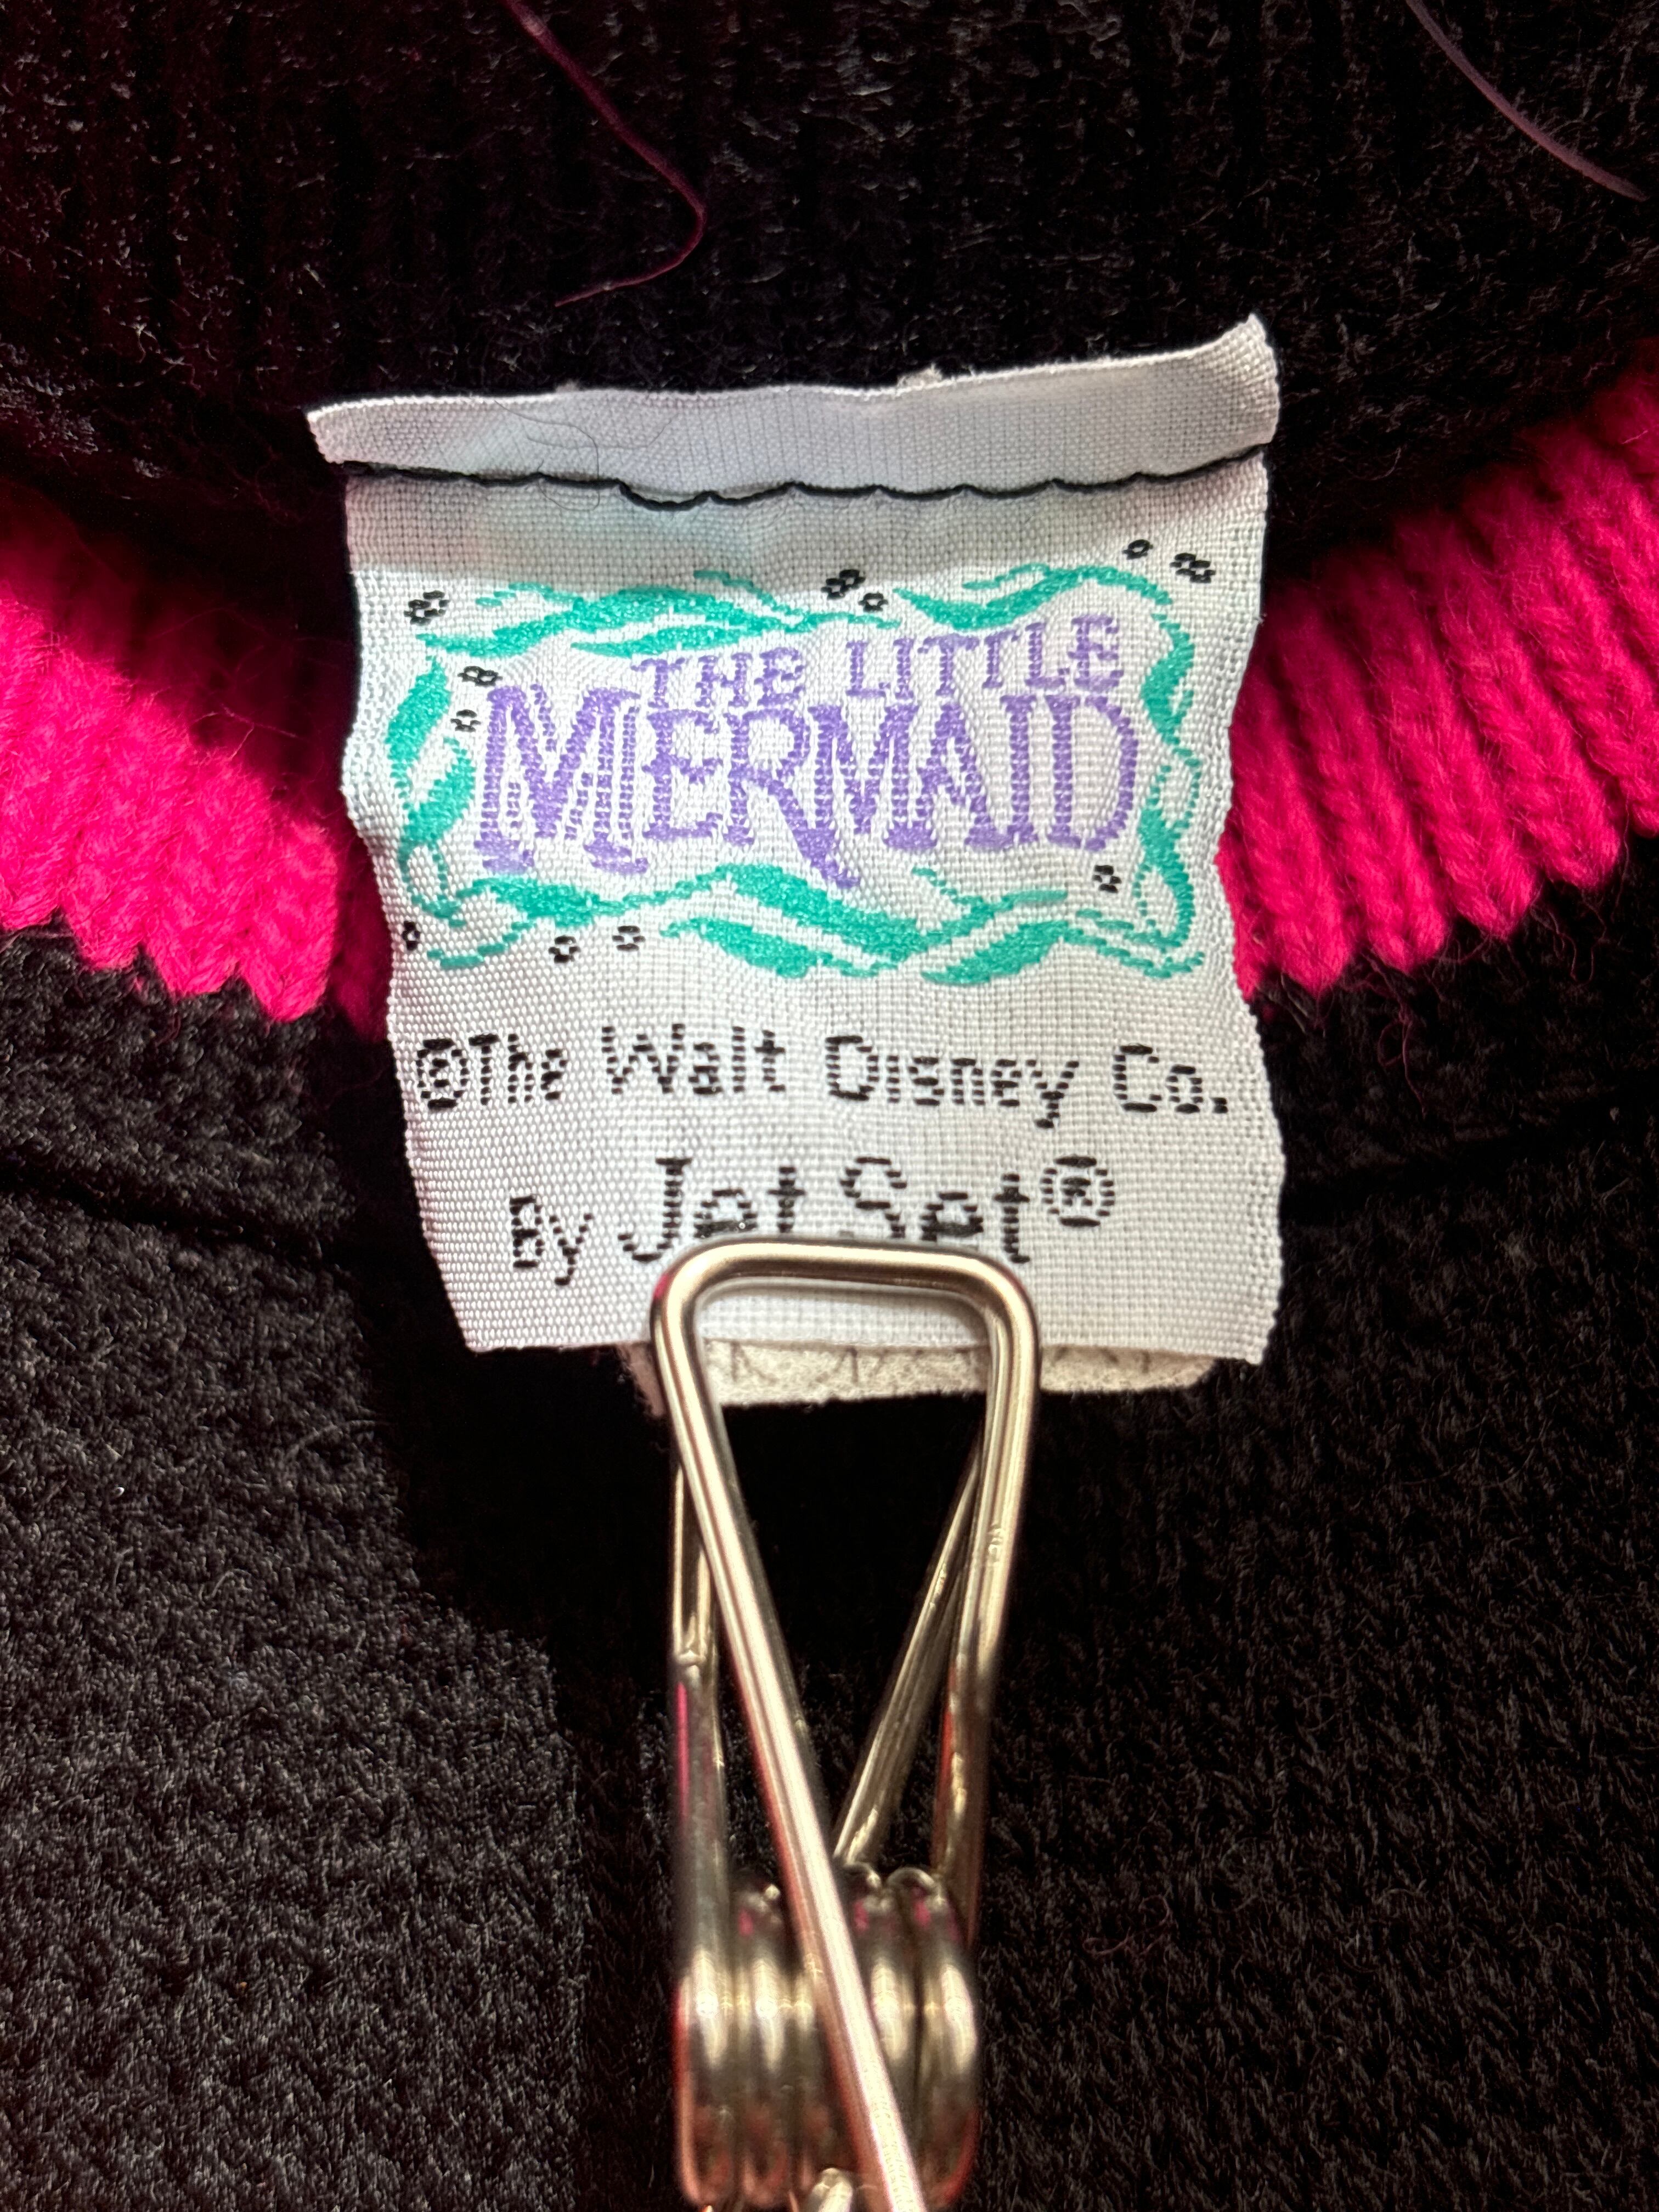 THE LITTLE
MERMAID
©The Walt Disney Co.
By Jet Set®